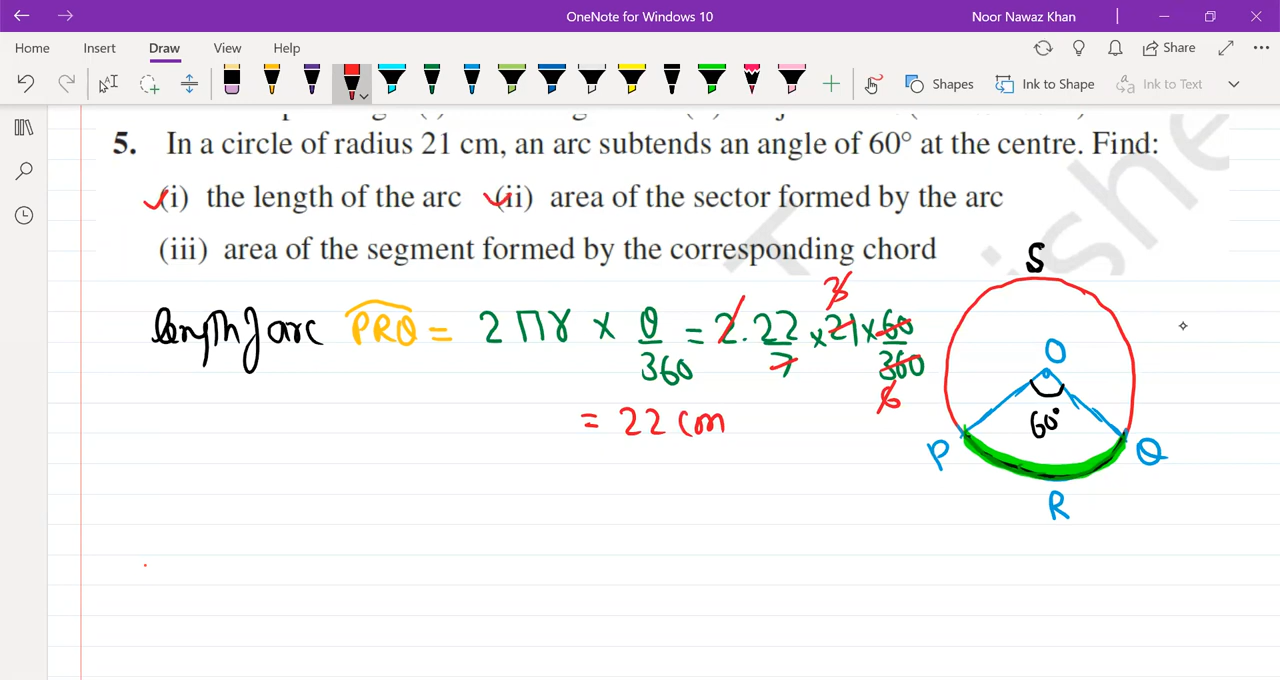 OneNote for Windows 10
Noor Nawaz Khan
Home Insert Draw View Help
Share
Shapes Ink to Shape Ink to Text
5. In a circle of radius 21 cm, an arc subtends an angle of 60° at the centre. Find:
(i) the length of the arc (ii) area of the sector formed by the arc
(iii) area of the segment formed by the corresponding chord
S
length of arc PRQ = 2πr × θ/360 = 2.22/7 × 21 × 60/360
3
6
= 22 cm
O
60°
P
Q
R